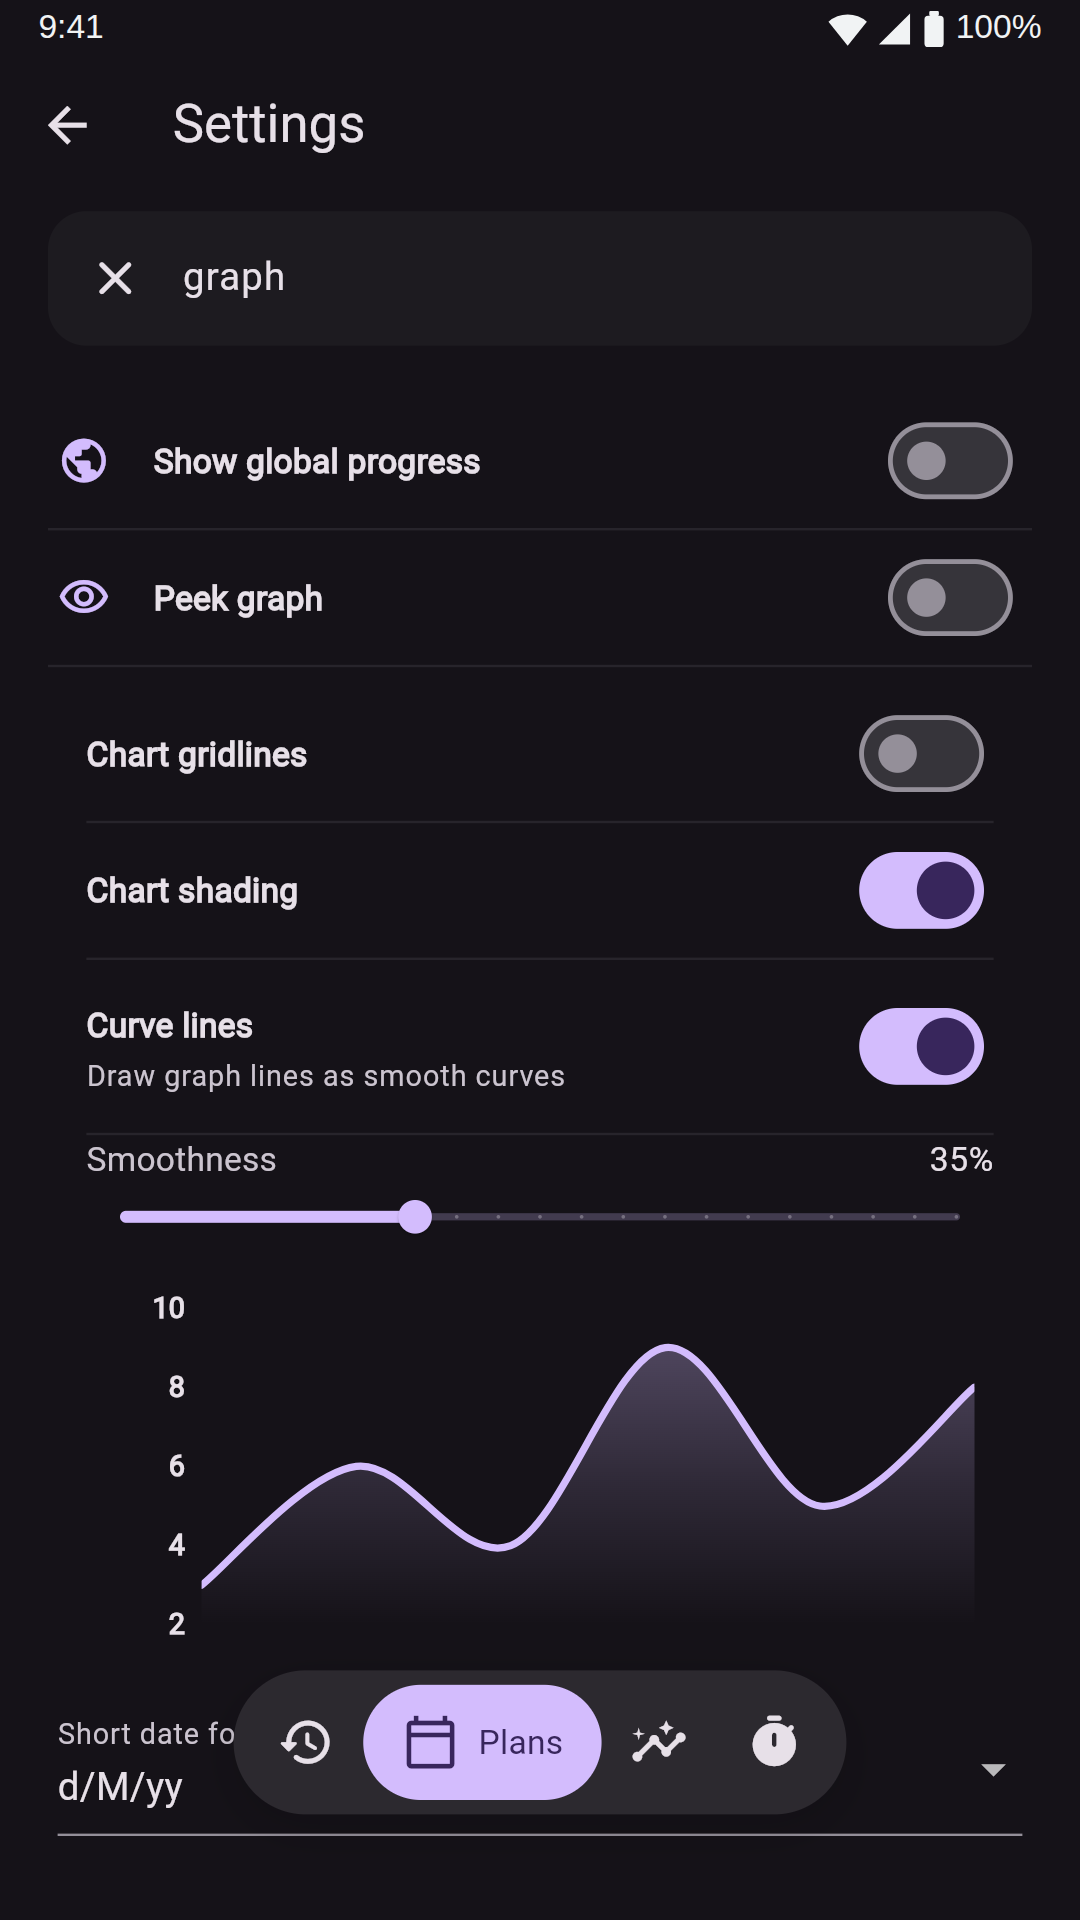 9:41
100%
Settings
graph
Show global progress
Peek graph
Chart gridlines
Chart shading
Curve lines
Draw graph lines as smooth curves
Smoothness
35%
10
8
6
4
2
Short date fo
d/M/yy
Plans